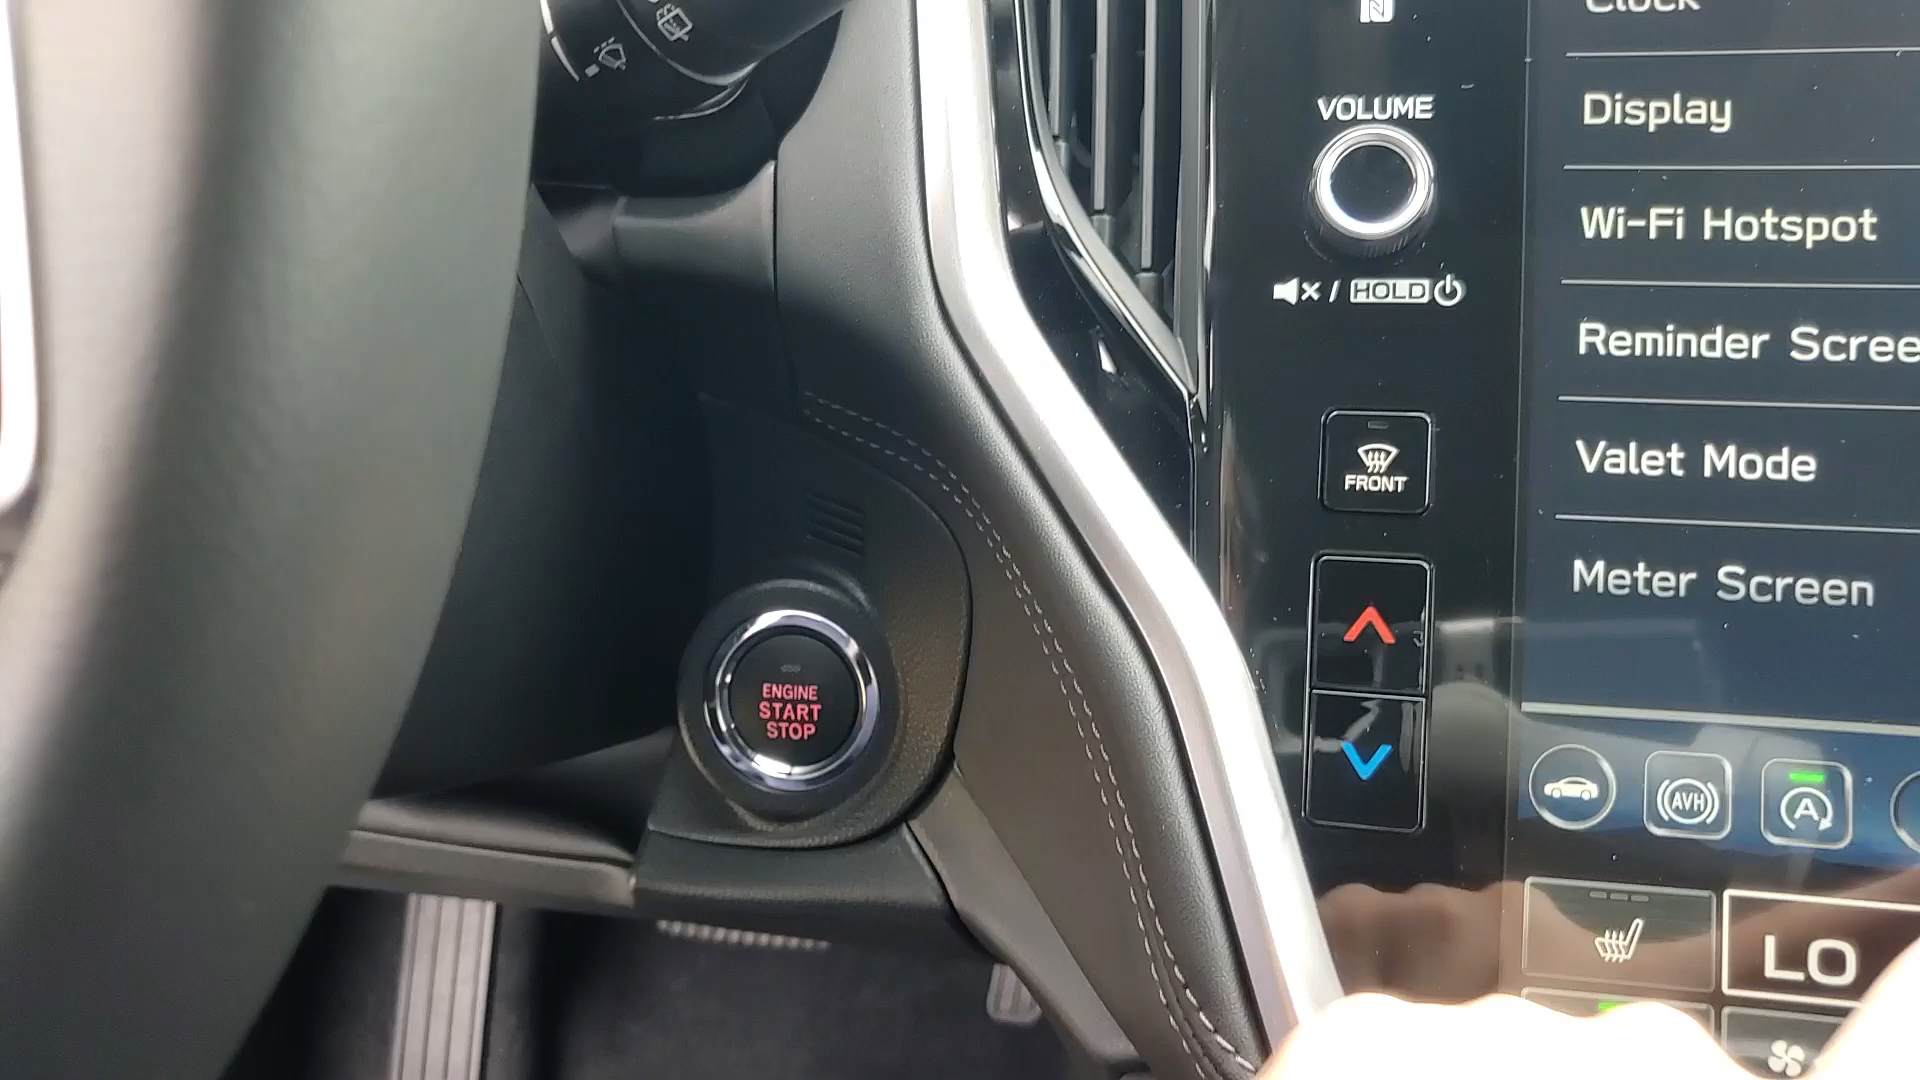 Clock
VOLUME
Display
Wi-Fi Hotspot
/ HOLD
Reminder Scree
FRONT
Valet Mode
Meter Screen
ENGINE
START
STOP
AVH
A
LO